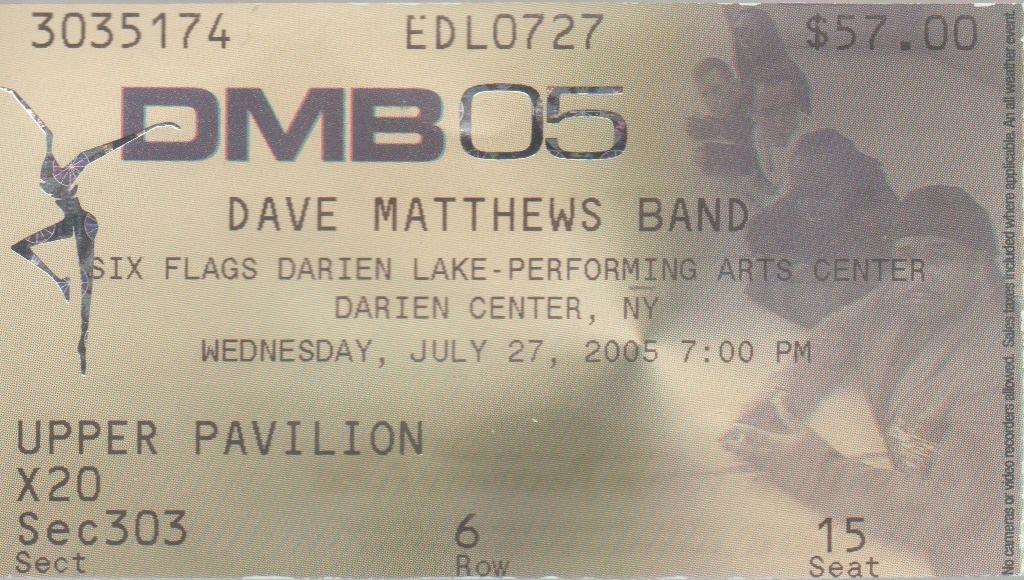 3035174 EDL0727 $57.00
DMB05
DAVE MATTHEWS BAND
SIX FLAGS DARIEN LAKE-PERFORMING ARTS CENTER
DARIEN CENTER, NY
WEDNESDAY, JULY 27, 2005 7:00 PM
UPPER PAVILION
X20
Sec303 6 15
Sect Row Seat
No cameras or video recorders allowed. Sales taxes included where applicable. An all weather event.